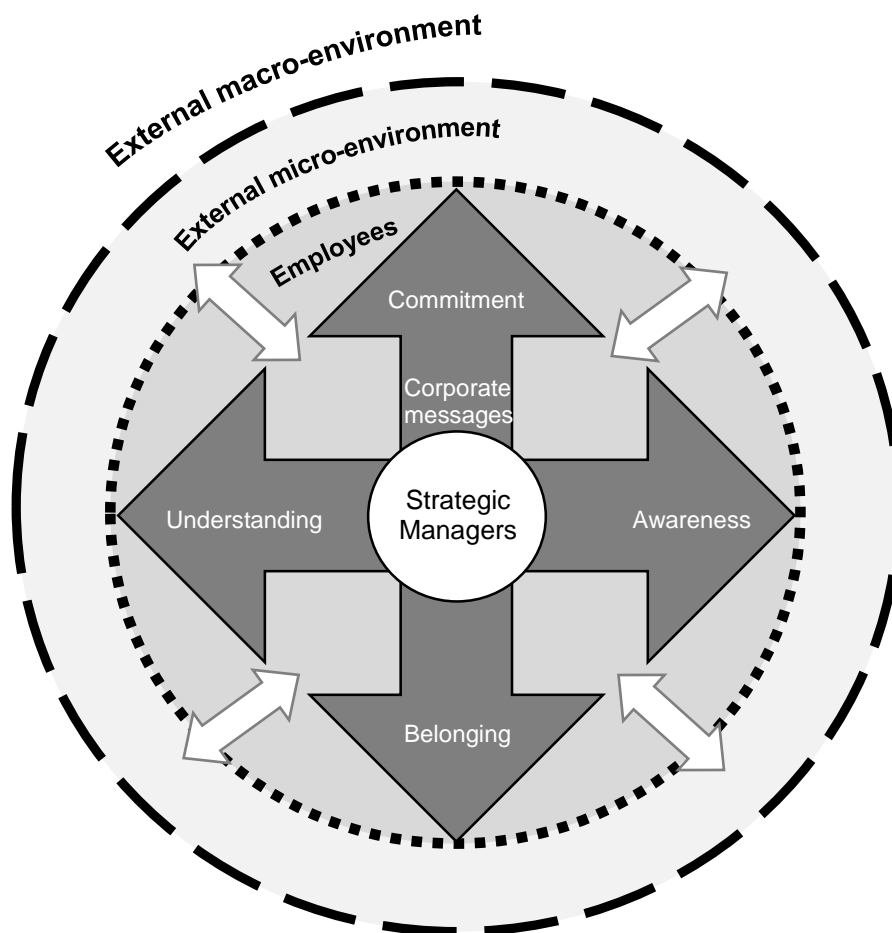 External macro-environment
External micro-environment
Employees
Commitment
Corporate
messages
Understanding
Strategic
Managers
Awareness
Belonging